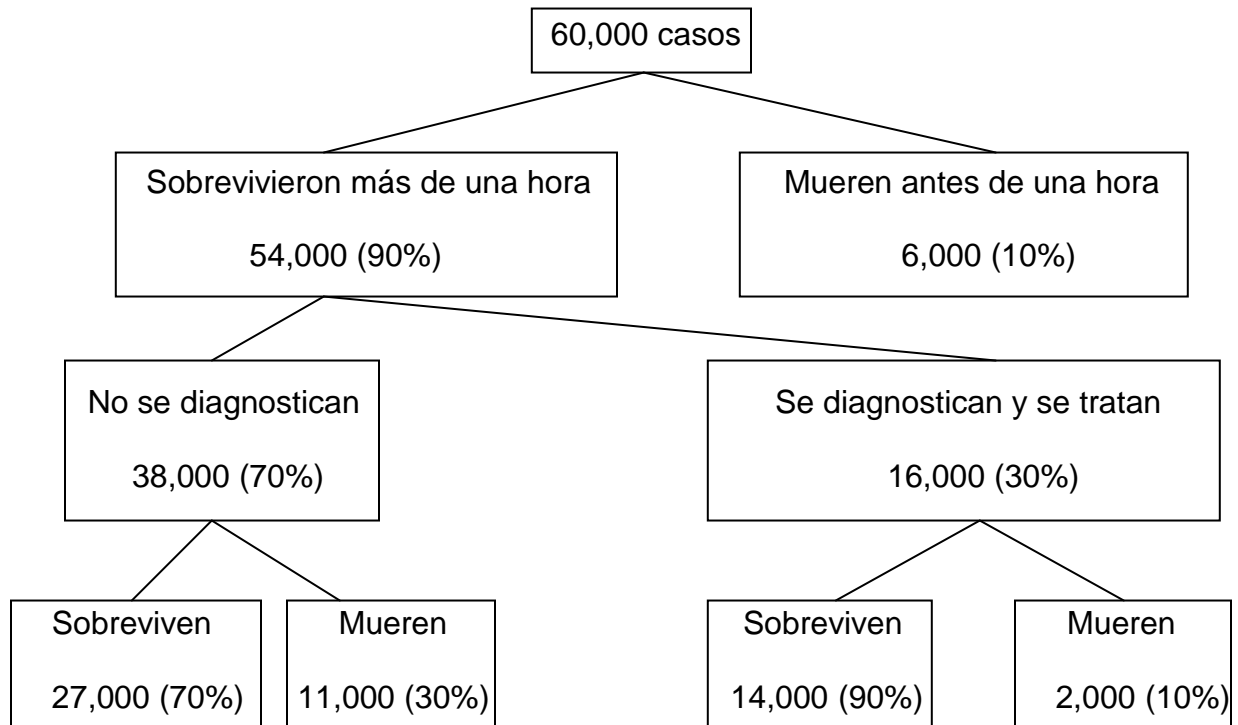 60,000 casos
Sobrevivieron más de una hora
54,000 (90%)
Mueren antes de una hora
6,000 (10%)
No se diagnostican
38,000 (70%)
Se diagnostican y se tratan
16,000 (30%)
Sobreviven
27,000 (70%)
Mueren
11,000 (30%)
Sobreviven
14,000 (90%)
Mueren
2,000 (10%)